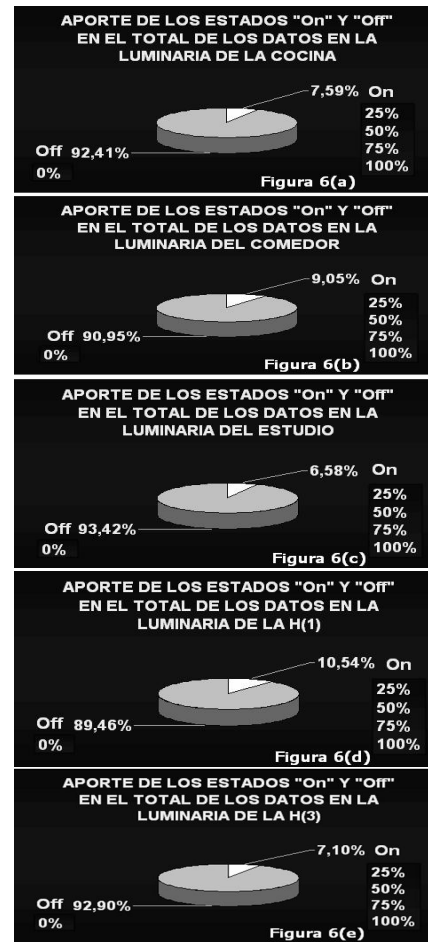 APORTE DE LOS ESTADOS "On" Y "Off"
EN EL TOTAL DE LOS DATOS EN LA
LUMINARIA DE LA COCINA
7,59% On
25%
50%
75%
100%
Off 92,41%
0%
Figura 6(a)
APORTE DE LOS ESTADOS "On" Y "Off"
EN EL TOTAL DE LOS DATOS EN LA
LUMINARIA DEL COMEDOR
9,05% On
25%
50%
75%
100%
Off 90,95%
0%
Figura 6(b)
APORTE DE LOS ESTADOS "On" Y "Off"
EN EL TOTAL DE LOS DATOS EN LA
LUMINARIA DEL ESTUDIO
6,58% On
25%
50%
75%
100%
Off 93,42%
0%
Figura 6(c)
APORTE DE LOS ESTADOS "On" Y "Off"
EN EL TOTAL DE LOS DATOS EN LA
LUMINARIA DE LA H(1)
10,54% On
25%
50%
75%
100%
Off 89,46%
0%
Figura 6(d)
APORTE DE LOS ESTADOS "On" Y "Off"
EN EL TOTAL DE LOS DATOS EN LA
LUMINARIA DE LA H(3)
7,10% On
25%
50%
75%
100%
Off 92,90%
0%
Figura 6(e)